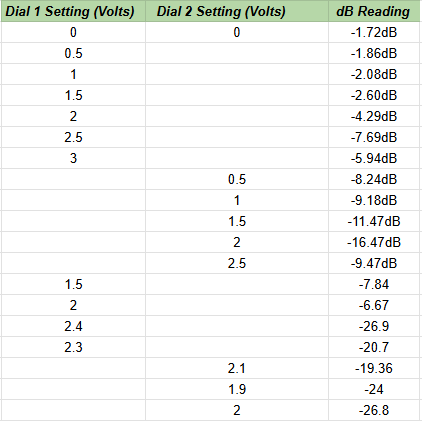 Dial 1 Setting (Volts) Dial 2 Setting (Volts) dB Reading
0 0 -1.72dB
0.5 -1.86dB
1 -2.08dB
1.5 -2.60dB
2 -4.29dB
2.5 -7.69dB
3 -5.94dB
0.5 -8.24dB
1 -9.18dB
1.5 -11.47dB
2 -16.47dB
2.5 -9.47dB
1.5 -7.84
2 -6.67
2.4 -26.9
2.3 -20.7
2.1 -19.36
1.9 -24
2 -26.8